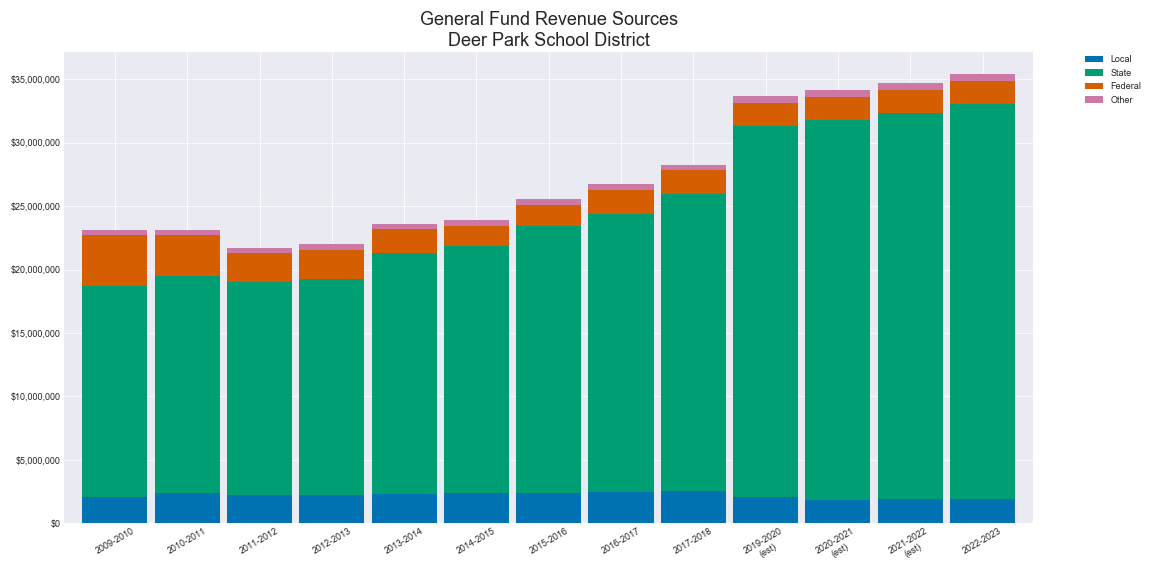 General Fund Revenue Sources
Deer Park School District
Local
State
Federal
Other
$35,000,000
$30,000,000
$25,000,000
$20,000,000
$15,000,000
$10,000,000
$5,000,000
$0
2009-2010
2010-2011
2011-2012
2012-2013
2013-2014
2014-2015
2015-2016
2016-2017
2017-2018
2019-2020
(est)
2020-2021
(est)
2021-2022
(est)
2022-2023